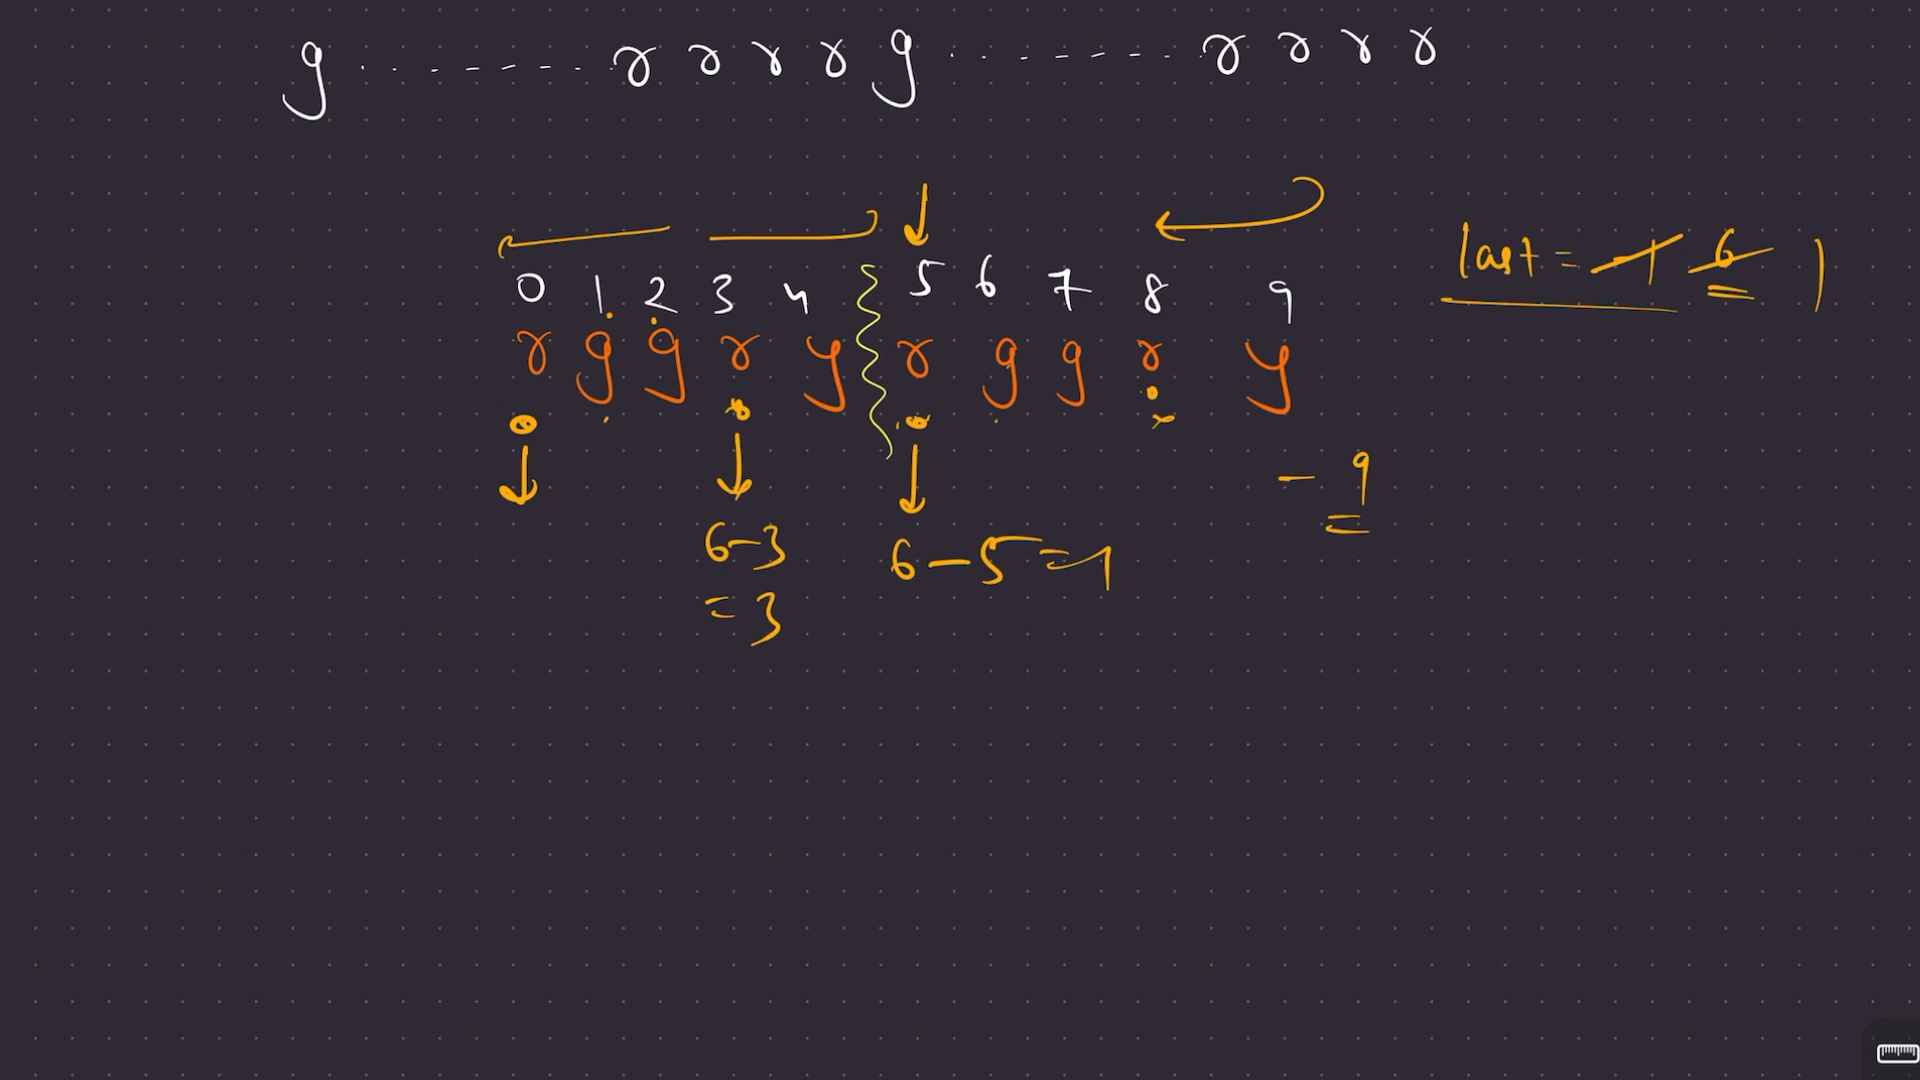 g . . . . . - - - - - . . r r r r g . . . . . - - - - - . . r r r r
0 1 2 3 4 5 6 7 8 9
last = -1 6 1
r g g r y r g g r y
- 9
6-3 6-5=1
= 3